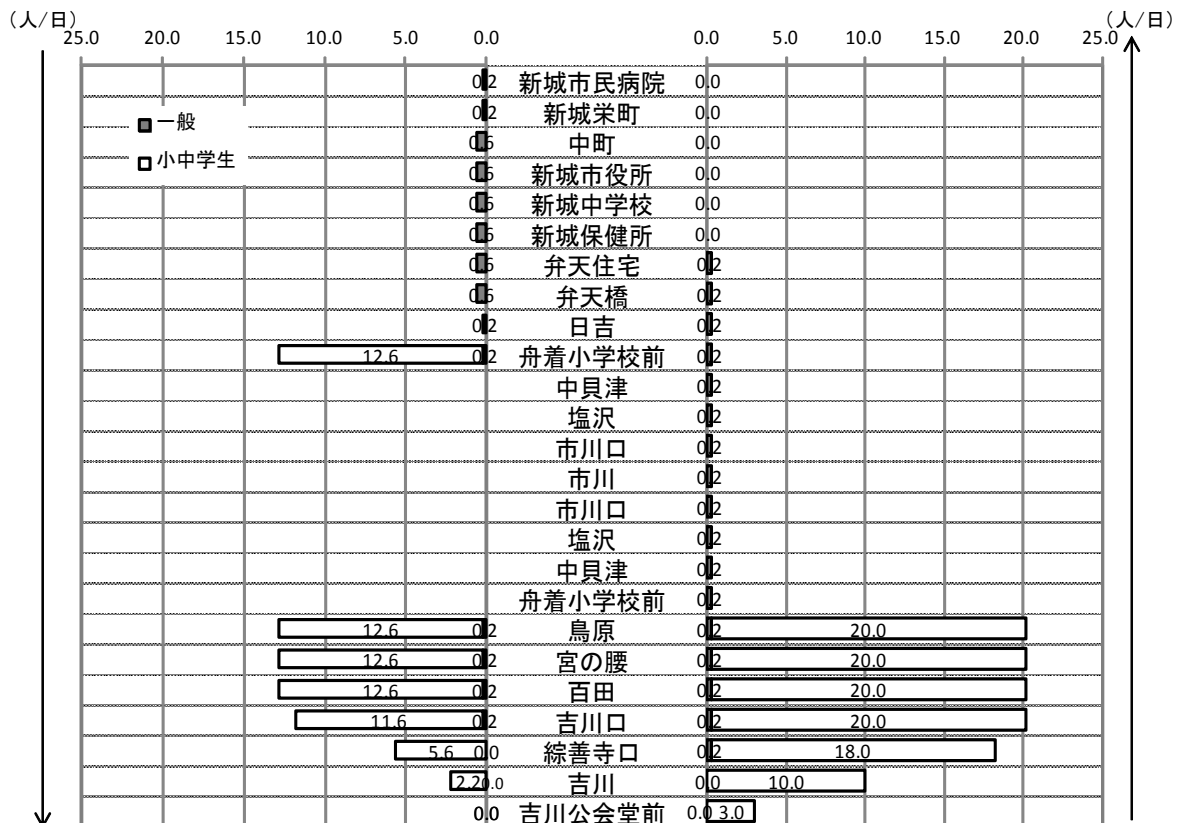 (人/日) (人/日)
25.0 20.0 15.0 10.0 5.0 0.0 0.0 5.0 10.0 15.0 20.0 25.0
一般
小中学生
0.2 新城市民病院 0.0
0.2 新城栄町 0.0
0.6 中町 0.0
0.6 新城市役所 0.0
0.6 新城中学校 0.0
0.6 新城保健所 0.0
0.6 弁天住宅 0.2
0.6 弁天橋 0.2
0.2 日吉 0.2
12.6 0.2 舟着小学校前 0.2
中貝津 0.2
塩沢 0.2
市川口 0.2
市川 0.2
市川口 0.2
塩沢 0.2
中貝津 0.2
舟着小学校前 0.2
12.6 0.2 鳥原 0.2 20.0
12.6 0.2 宮の腰 0.2 20.0
12.6 0.2 百田 0.2 20.0
11.6 0.2 吉川口 0.2 20.0
5.6 0.0 綜善寺口 0.2 18.0
2.2 0.0 吉川 0.0 10.0
0.0 吉川公会堂前 0.0 3.0